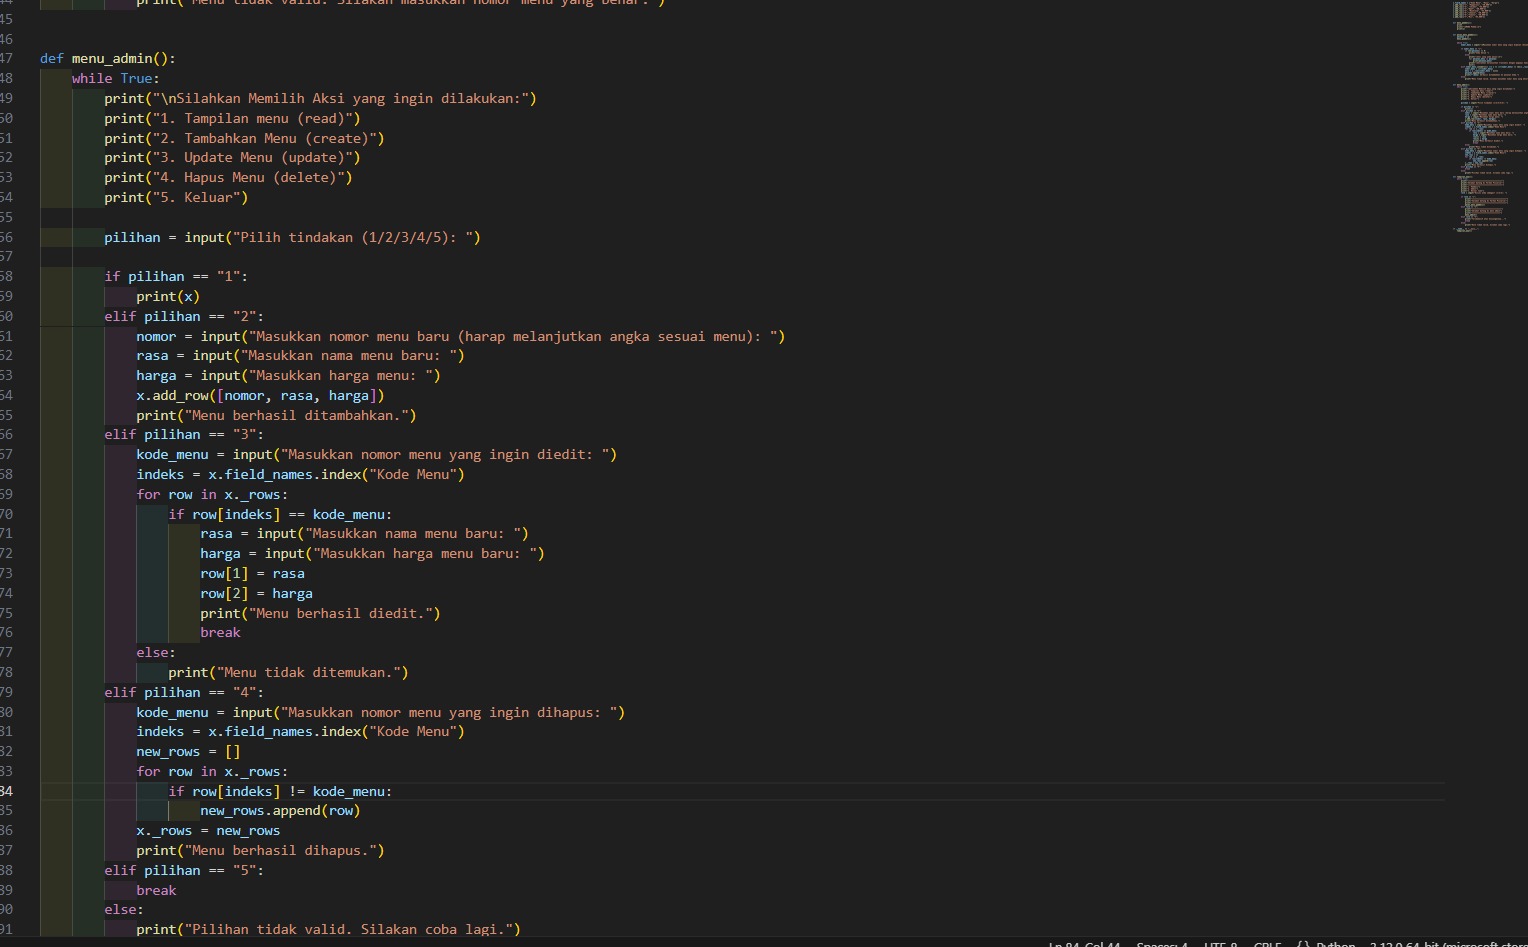 print("Menu tidak valid. Silakan masukkan nomor menu yang benar.")
45
46
47 def menu_admin():
48 while True:
49 print("\nSilahkan Memilih Aksi yang ingin dilakukan:")
50 print("1. Tampilan menu (read)")
51 print("2. Tambahkan Menu (create)")
52 print("3. Update Menu (update)")
53 print("4. Hapus Menu (delete)")
54 print("5. Keluar")
55
56 pilihan = input("Pilih tindakan (1/2/3/4/5): ")
57
58 if pilihan == "1":
59 print(x)
60 elif pilihan == "2":
61 nomor = input("Masukkan nomor menu baru (harap melanjutkan angka sesuai menu): ")
62 rasa = input("Masukkan nama menu baru: ")
63 harga = input("Masukkan harga menu: ")
64 x.add_row([nomor, rasa, harga])
65 print("Menu berhasil ditambahkan.")
66 elif pilihan == "3":
67 kode_menu = input("Masukkan nomor menu yang ingin diedit: ")
68 indeks = x.field_names.index("Kode Menu")
69 for row in x._rows:
70 if row[indeks] == kode_menu:
71 rasa = input("Masukkan nama menu baru: ")
72 harga = input("Masukkan harga menu baru: ")
73 row[1] = rasa
74 row[2] = harga
75 print("Menu berhasil diedit.")
76 break
77 else:
78 print("Menu tidak ditemukan.")
79 elif pilihan == "4":
80 kode_menu = input("Masukkan nomor menu yang ingin dihapus: ")
81 indeks = x.field_names.index("Kode Menu")
82 new_rows = []
83 for row in x._rows:
84 if row[indeks] != kode_menu:
85 new_rows.append(row)
86 x._rows = new_rows
87 print("Menu berhasil dihapus.")
88 elif pilihan == "5":
89 break
90 else:
91 print("Pilihan tidak valid. Silakan coba lagi.")
Ln 84, Col 44 Spaces: 4 UTF-8 CRLF {} Python 3.12.0 64-bit (microsoft store